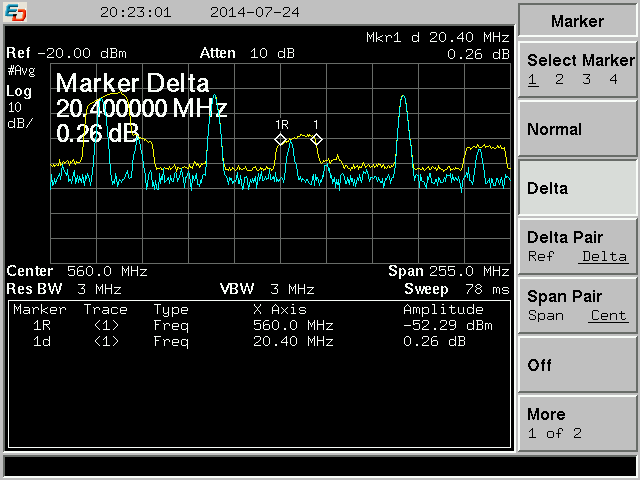 ED 20:23:01 2014-07-24
Mkr1 d 20.40 MHz
Ref -20.00 dBm Atten 10 dB 0.26 dB
#Avg
Log
10
dB/
Marker Delta
20.400000 MHz
0.26 dB
1R 1
Center 560.0 MHz Span 255.0 MHz
Res BW 3 MHz VBW 3 MHz Sweep 78 ms
Marker Trace Type X Axis Amplitude
1R <1> Freq 560.0 MHz -52.29 dBm
1d <1> Freq 20.40 MHz 0.26 dB
Marker
Select Marker
1 2 3 4
Normal
Delta
Delta Pair
Ref Delta
Span Pair
Span Cent
Off
More
1 of 2